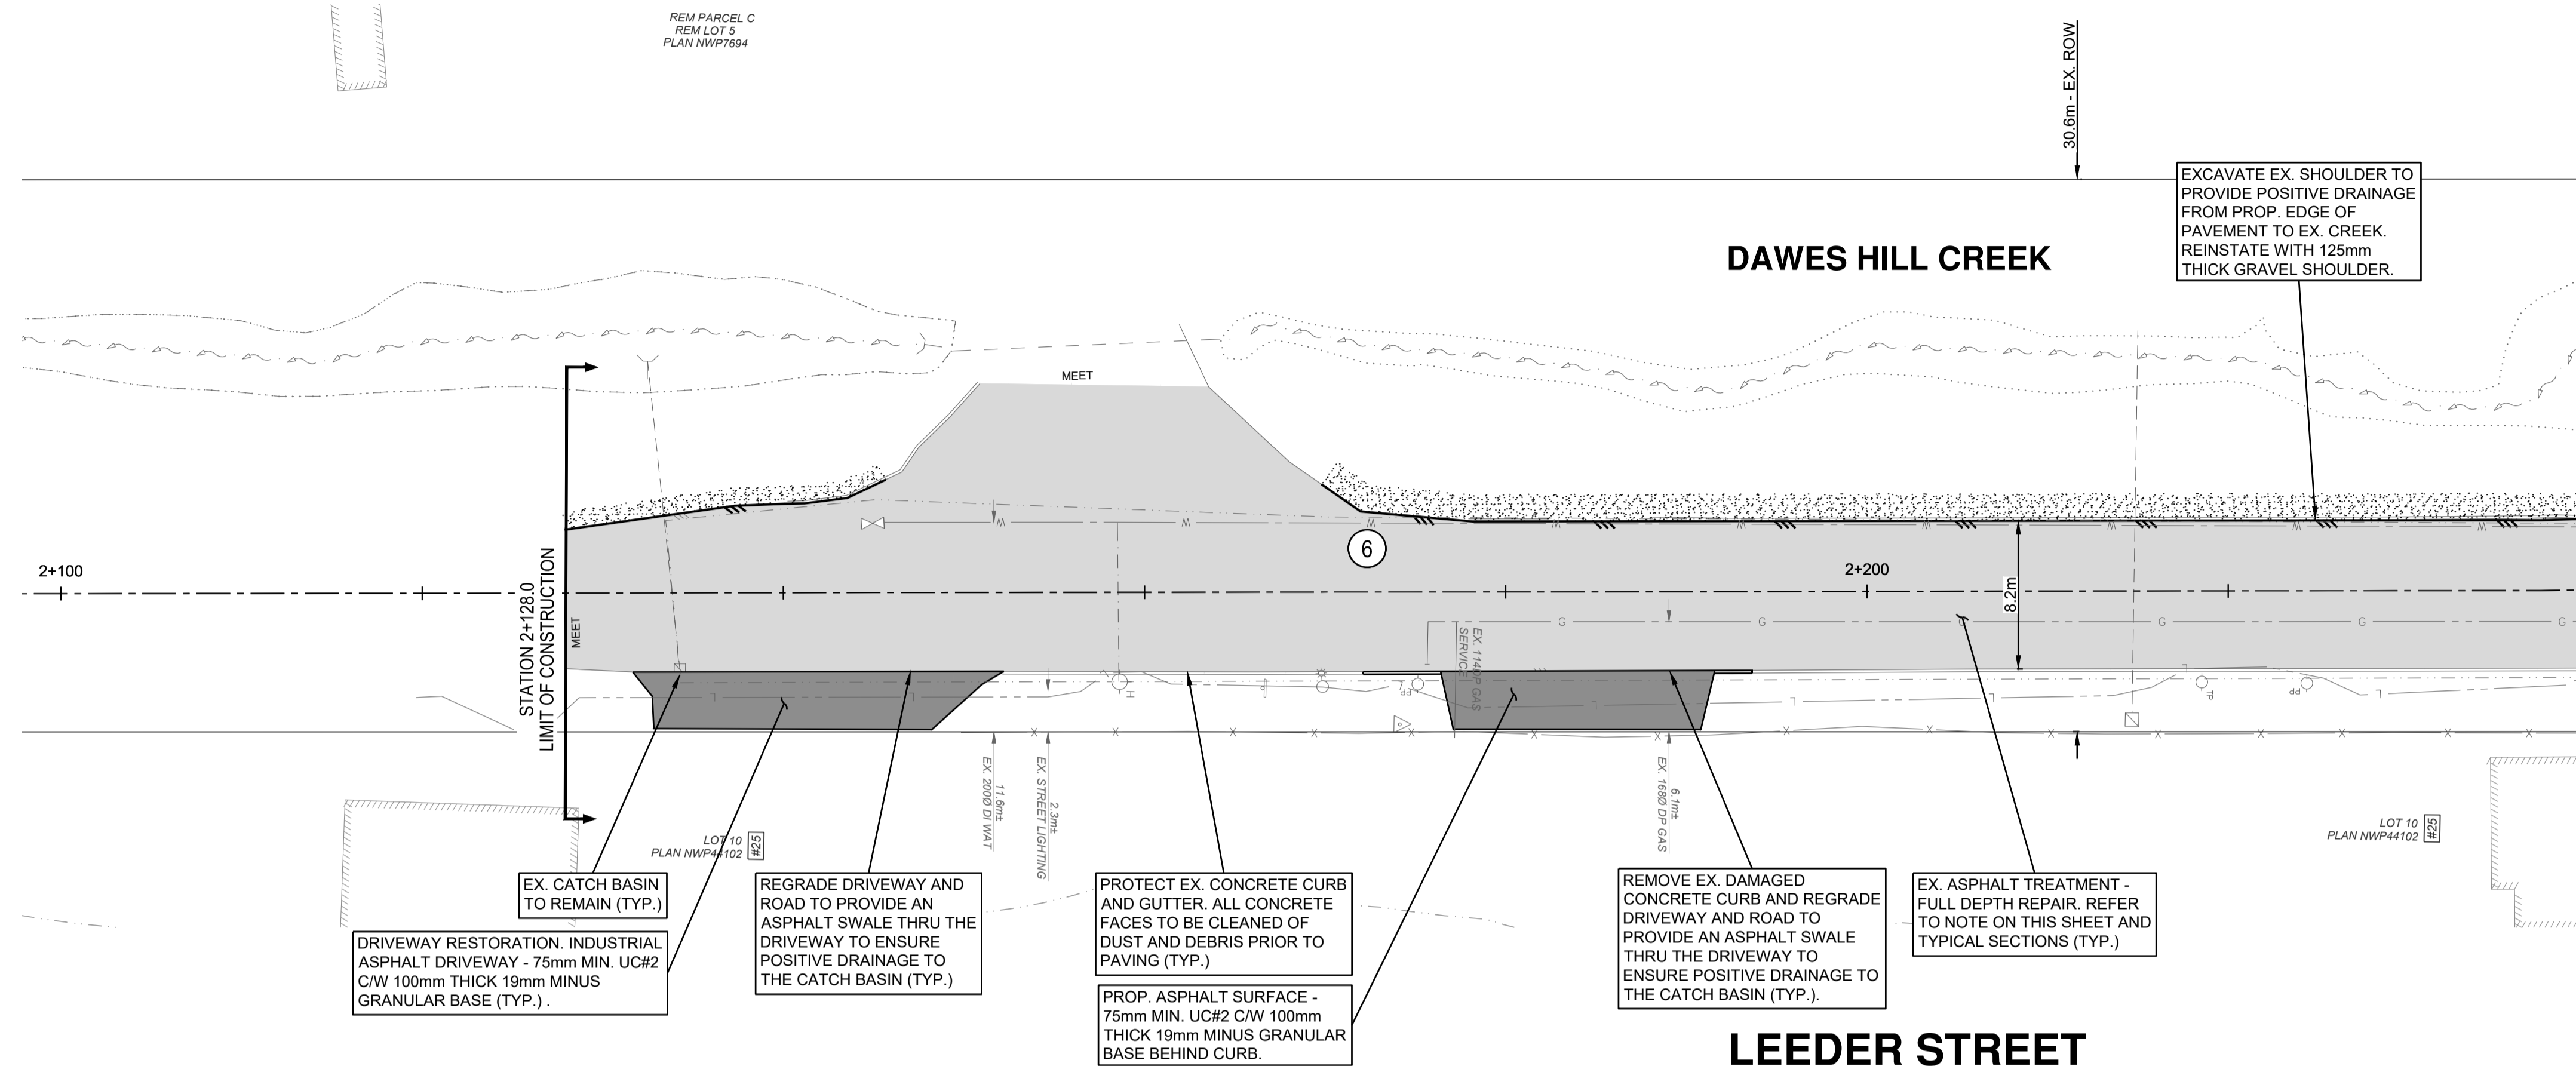 REM PARCEL C
REM LOT 5
PLAN NWP7694
30.6m - EX. ROW
EXCAVATE EX. SHOULDER TO
PROVIDE POSITIVE DRAINAGE
FROM PROP. EDGE OF
PAVEMENT TO EX. CREEK.
REINSTATE WITH 125mm
THICK GRAVEL SHOULDER.
DAWES HILL CREEK
MEET
W W W W W W W W W W
6
2+100
2+200
8.2m
STATION 2+128.0
LIMIT OF CONSTRUCTION
MEET
G G G G G G
EX. 114DP GAS
SERVICE
H
PP
TP
PP
X X X X X X X X X X X X X X
11.6m±
EX. 200Ø DI WAT
2.3m±
EX. STREET LIGHTING
6.1m±
EX. 168Ø DP GAS
LOT 10
PLAN NWP44102
#25
LOT 10
PLAN NWP44102
#25
EX. CATCH BASIN
TO REMAIN (TYP.)
DRIVEWAY RESTORATION. INDUSTRIAL
ASPHALT DRIVEWAY - 75mm MIN. UC#2
C/W 100mm THICK 19mm MINUS
GRANULAR BASE (TYP.) .
REGRADE DRIVEWAY AND
ROAD TO PROVIDE AN
ASPHALT SWALE THRU THE
DRIVEWAY TO ENSURE
POSITIVE DRAINAGE TO
THE CATCH BASIN (TYP.)
PROTECT EX. CONCRETE CURB
AND GUTTER. ALL CONCRETE
FACES TO BE CLEANED OF
DUST AND DEBRIS PRIOR TO
PAVING (TYP.)
PROP. ASPHALT SURFACE -
75mm MIN. UC#2 C/W 100mm
THICK 19mm MINUS GRANULAR
BASE BEHIND CURB.
REMOVE EX. DAMAGED
CONCRETE CURB AND REGRADE
DRIVEWAY AND ROAD TO
PROVIDE AN ASPHALT SWALE
THRU THE DRIVEWAY TO
ENSURE POSITIVE DRAINAGE TO
THE CATCH BASIN (TYP.).
EX. ASPHALT TREATMENT -
FULL DEPTH REPAIR. REFER
TO NOTE ON THIS SHEET AND
TYPICAL SECTIONS (TYP.)
LEEDER STREET